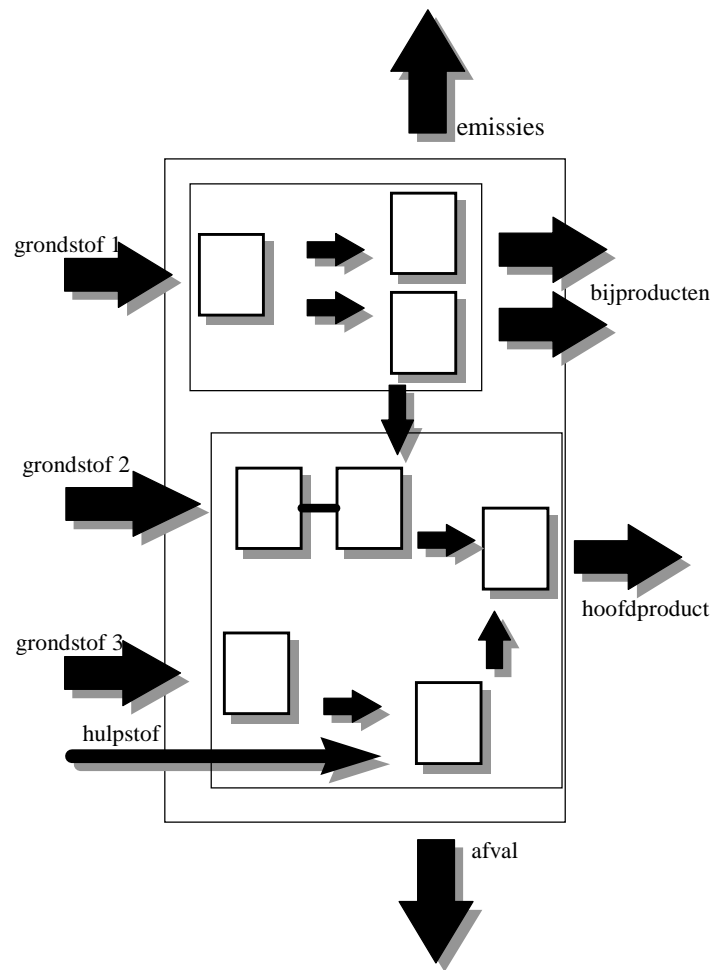 emissies
grondstof 1
bijproducten
grondstof 2
hoofdproduct
grondstof 3
hulpstof
afval